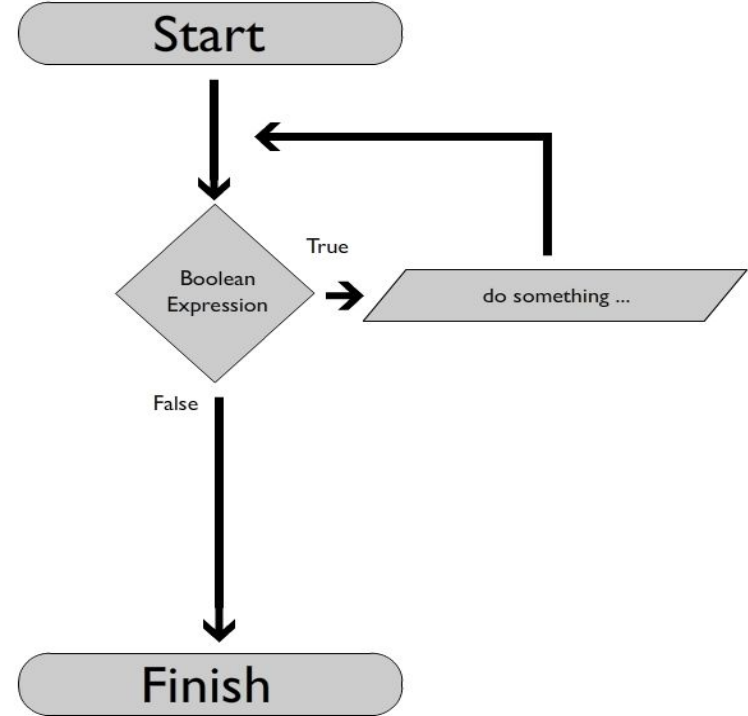 Start
True
Boolean
Expression
do something ...
False
Finish